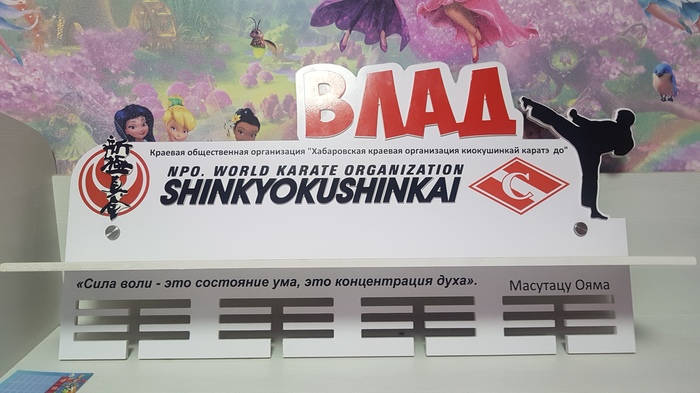 ВЛАД
Краевая общественная организация "Хабаровская краевая организация киокушинкай каратэ до"
新極真会
NPO. WORLD KARATE ORGANIZATION
SHINKYOKUSHINKAI
С
«Сила воли - это состояние ума, это концентрация духа».
Масутацу Ояма